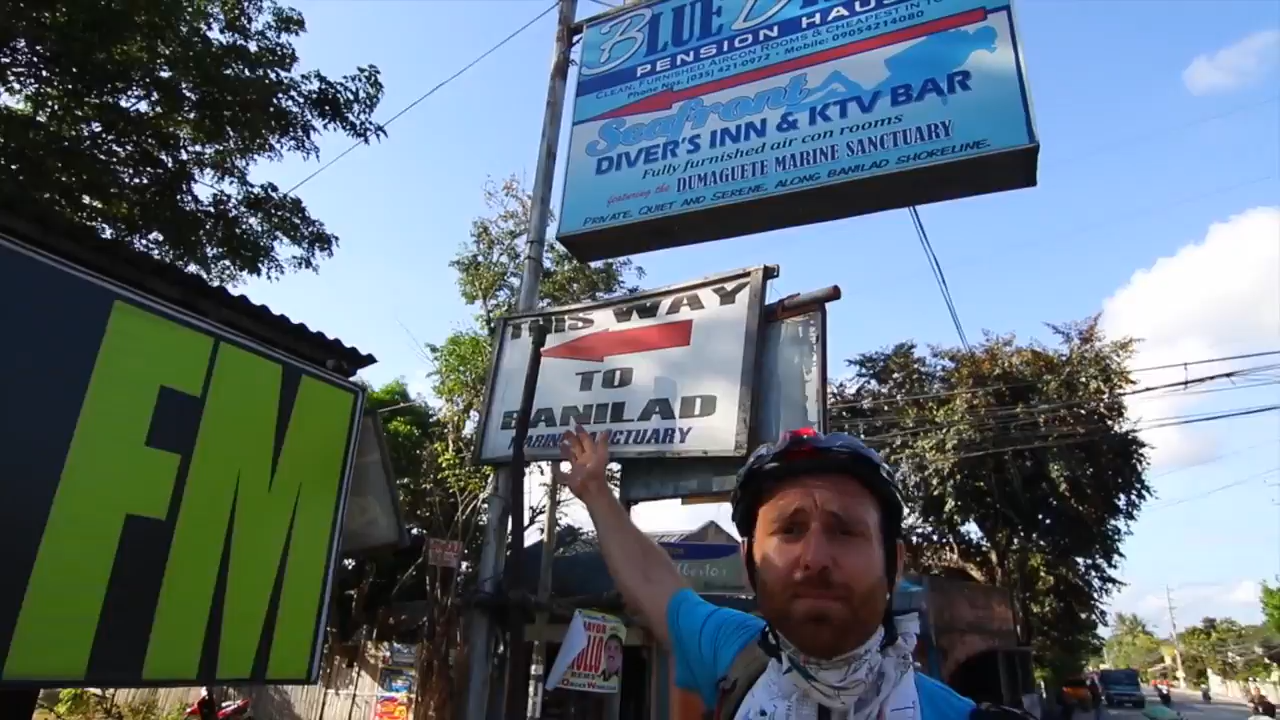 BLUE
PENSION HAUS
CLEAN, FURNISHED AIRCON ROOMS & CHEAPEST IN
Phone Nos. (035) 421-0972 • Mobile: 09054214080
Seafront
DIVER'S INN & KTV BAR
Fully furnished air con rooms
featuring the DUMAGUETE MARINE SANCTUARY
PRIVATE, QUIET AND SERENE, ALONG BANILAD SHORELINE.
THIS WAY
TO
BANILAD
MARINE SANCTUARY
FM